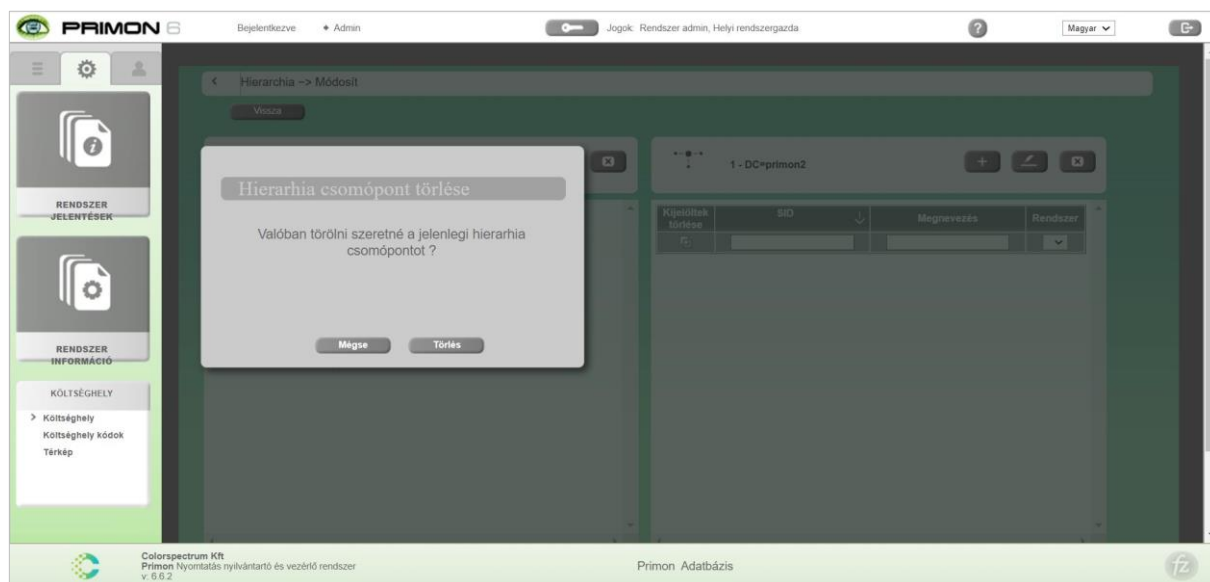 PRIMON 6
Bejelentkezve Admin
Jogok: Rendszer admin, Helyi rendszergazda
?
Magyar
< Hierarchia -> Módosít
Vissza
RENDSZER
JELENTÉSEK
1 - DC=primon2
Kijelöltek
törlése
SID
Megnevezés
Rendszer
Hierarhia csomópont törlése
Valóban törölni szeretné a jelenlegi hierarhia
csomópontot ?
Mégse
Törlés
RENDSZER
INFORMÁCIÓ
KÖLTSÉGHELY
> Költséghely
Költséghely kódok
Térkép
Colorspectrum Kft
Primon Nyomtatás nyilvántartó és vezérlő rendszer
v: 6.6.2
Primon Adatbázis
fz